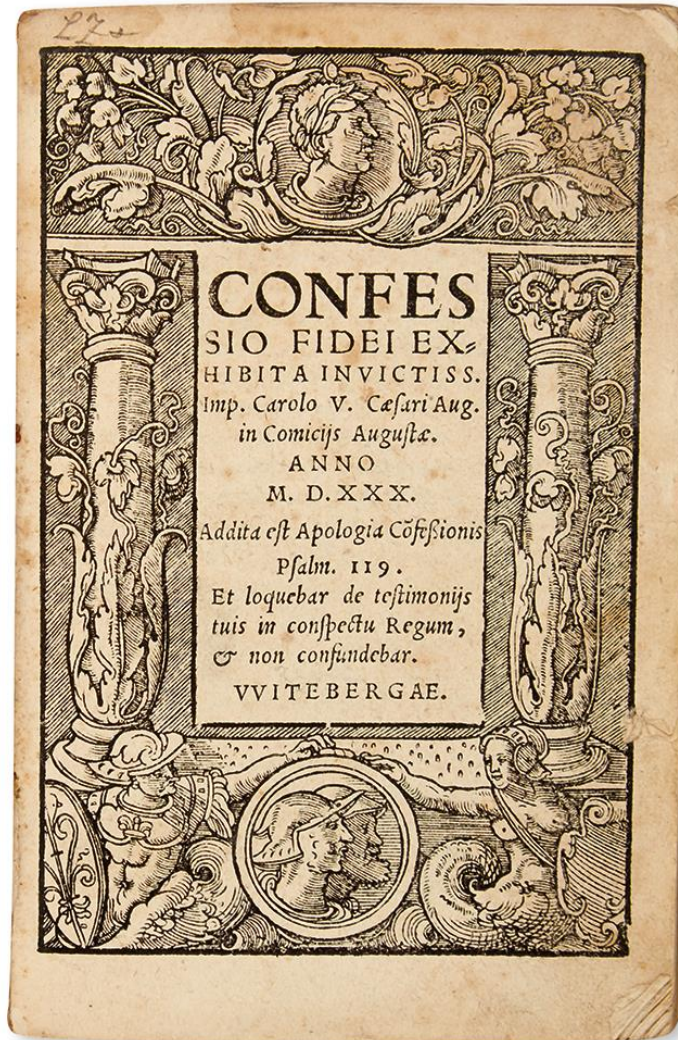 CONFES
SIO FIDEI EX⸗
HIBITA INVICTISS.
Imp. Carolo V. Cæſari Aug.
in Comicijs Auguſtæ.
ANNO
M. D. XXX.
Addita eſt Apologia Cõfeßionis
Pſalm. 119.
Et loquebar de teſtimonijs
tuis in conſpectu Regum,
& non confundebar.
VVITEBERGAE.